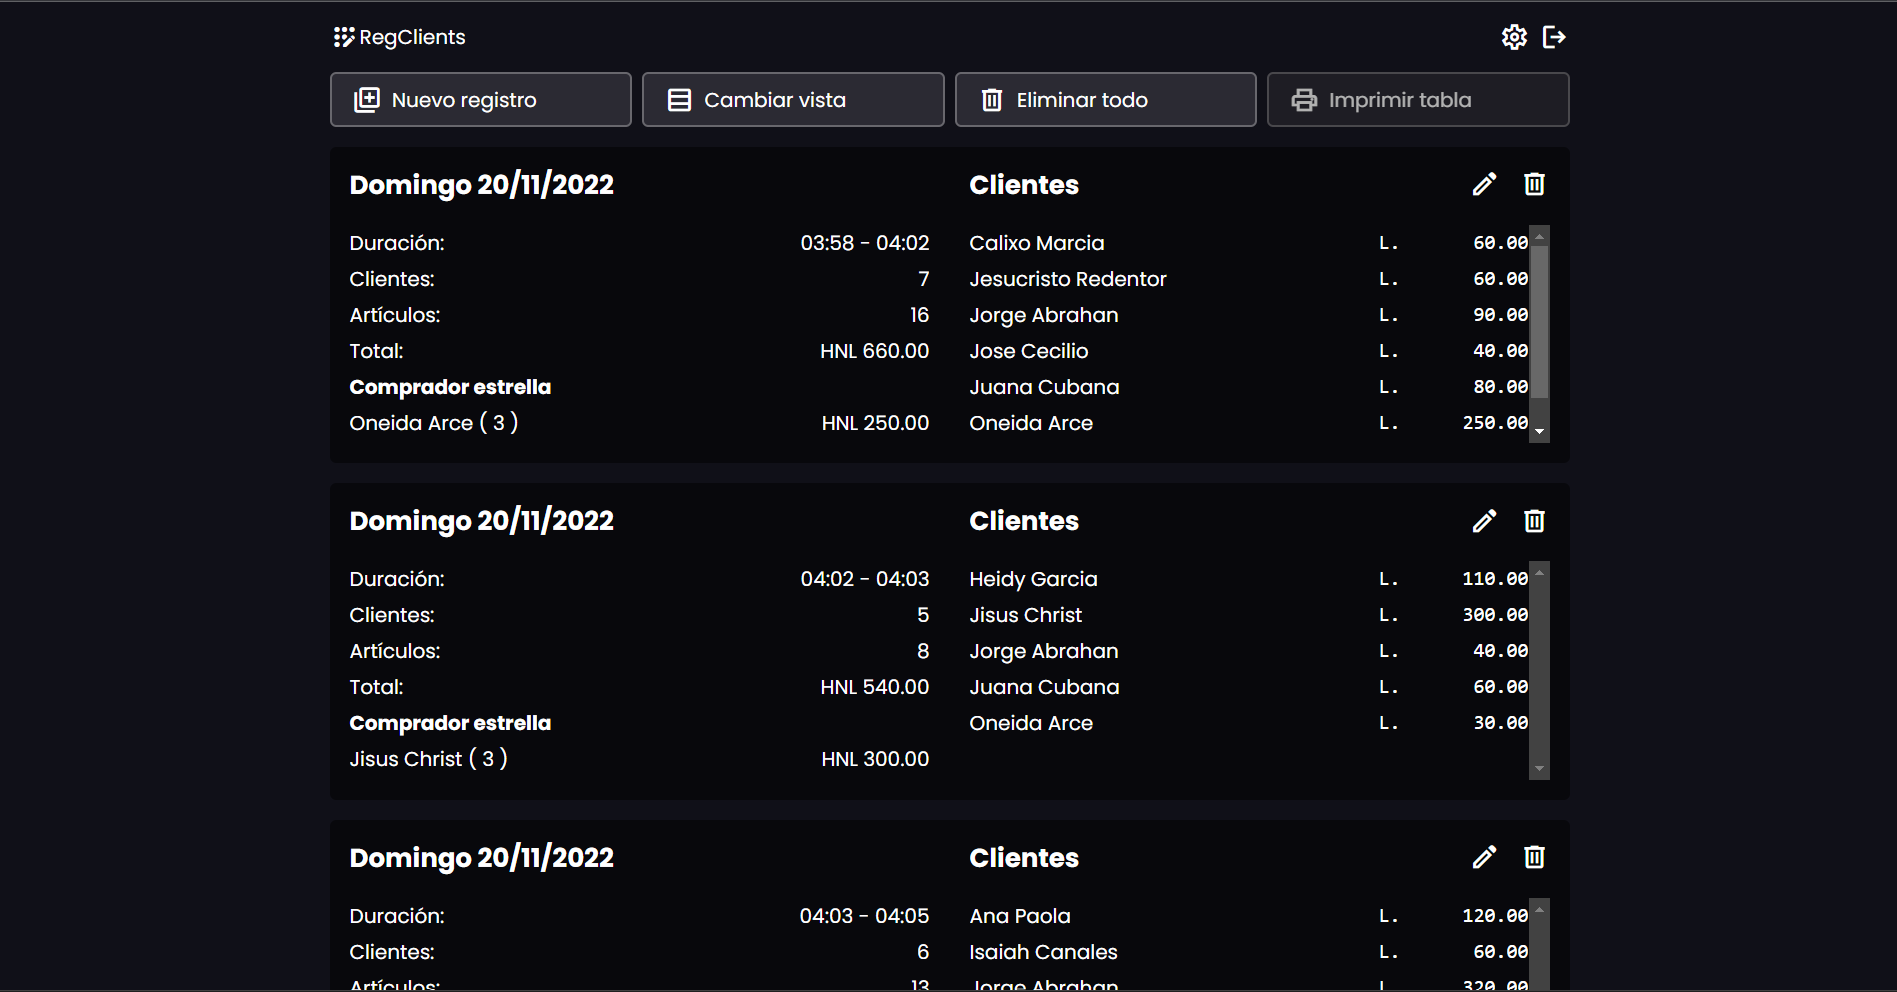 RegClients
Nuevo registro
Cambiar vista
Eliminar todo
Imprimir tabla
Domingo 20/11/2022
Duración: 03:58 - 04:02
Clientes: 7
Artículos: 16
Total: HNL 660.00
Comprador estrella
Oneida Arce ( 3 ) HNL 250.00
Clientes
Calixo Marcia L. 60.00
Jesucristo Redentor L. 60.00
Jorge Abrahan L. 90.00
Jose Cecilio L. 40.00
Juana Cubana L. 80.00
Oneida Arce L. 250.00
Domingo 20/11/2022
Duración: 04:02 - 04:03
Clientes: 5
Artículos: 8
Total: HNL 540.00
Comprador estrella
Jisus Christ ( 3 ) HNL 300.00
Clientes
Heidy Garcia L. 110.00
Jisus Christ L. 300.00
Jorge Abrahan L. 40.00
Juana Cubana L. 60.00
Oneida Arce L. 30.00
Domingo 20/11/2022
Duración: 04:03 - 04:05
Clientes: 6
Artículos: 13
Clientes
Ana Paola L. 120.00
Isaiah Canales L. 60.00
Jorge Abrahan L. 320.00